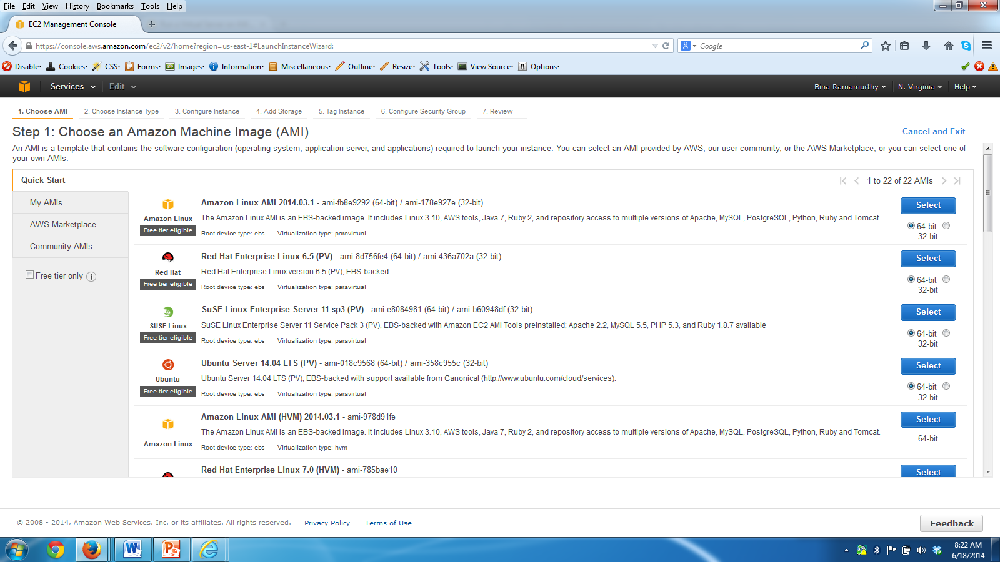 File Edit View History Bookmarks Tools Help
EC2 Management Console
https://console.aws.amazon.com/ec2/v2/home?region=us-east-1#LaunchInstanceWizard:
Google
Disable Cookies CSS Forms Images Information Miscellaneous Outline Resize Tools View Source Options
Services Edit Bina Ramamurthy N. Virginia Help
1. Choose AMI 2. Choose Instance Type 3. Configure Instance 4. Add Storage 5. Tag Instance 6. Configure Security Group 7. Review
Step 1: Choose an Amazon Machine Image (AMI)
Cancel and Exit
An AMI is a template that contains the software configuration (operating system, application server, and applications) required to launch your instance. You can select an AMI provided by AWS, our user community, or the AWS Marketplace; or you can select one of
your own AMIs.
Quick Start
1 to 22 of 22 AMIs
My AMIs
AWS Marketplace
Community AMIs
Free tier only
Amazon Linux
Free tier eligible
Amazon Linux AMI 2014.03.1 - ami-fb8e9292 (64-bit) / ami-178e927e (32-bit)
The Amazon Linux AMI is an EBS-backed image. It includes Linux 3.10, AWS tools, Java 7, Ruby 2, and repository access to multiple versions of Apache, MySQL, PostgreSQL, Python, Ruby and Tomcat.
Root device type: ebs Virtualization type: paravirtual
Select
64-bit
32-bit
Red Hat
Free tier eligible
Red Hat Enterprise Linux 6.5 (PV) - ami-8d756fe4 (64-bit) / ami-436a702a (32-bit)
Red Hat Enterprise Linux version 6.5 (PV), EBS-backed
Root device type: ebs Virtualization type: paravirtual
Select
64-bit
32-bit
SUSE Linux
Free tier eligible
SuSE Linux Enterprise Server 11 sp3 (PV) - ami-e8084981 (64-bit) / ami-b60948df (32-bit)
SuSE Linux Enterprise Server 11 Service Pack 3 (PV), EBS-backed with Amazon EC2 AMI Tools preinstalled; Apache 2.2, MySQL 5.5, PHP 5.3, and Ruby 1.8.7 available
Root device type: ebs Virtualization type: paravirtual
Select
64-bit
32-bit
Ubuntu
Free tier eligible
Ubuntu Server 14.04 LTS (PV) - ami-018c9568 (64-bit) / ami-358c955c (32-bit)
Ubuntu Server 14.04 LTS (PV), EBS-backed with support available from Canonical (http://www.ubuntu.com/cloud/services).
Root device type: ebs Virtualization type: paravirtual
Select
64-bit
32-bit
Amazon Linux
Amazon Linux AMI (HVM) 2014.03.1 - ami-978d91fe
The Amazon Linux AMI is an EBS-backed image. It includes Linux 3.10, AWS tools, Java 7, Ruby 2, and repository access to multiple versions of Apache, MySQL, PostgreSQL, Python, Ruby and Tomcat.
Root device type: ebs Virtualization type: hvm
Select
64-bit
Red Hat Enterprise Linux 7.0 (HVM) - ami-785bae10
Select
© 2008 - 2014, Amazon Web Services, Inc. or its affiliates. All rights reserved. Privacy Policy Terms of Use
Feedback
8:22 AM
6/18/2014